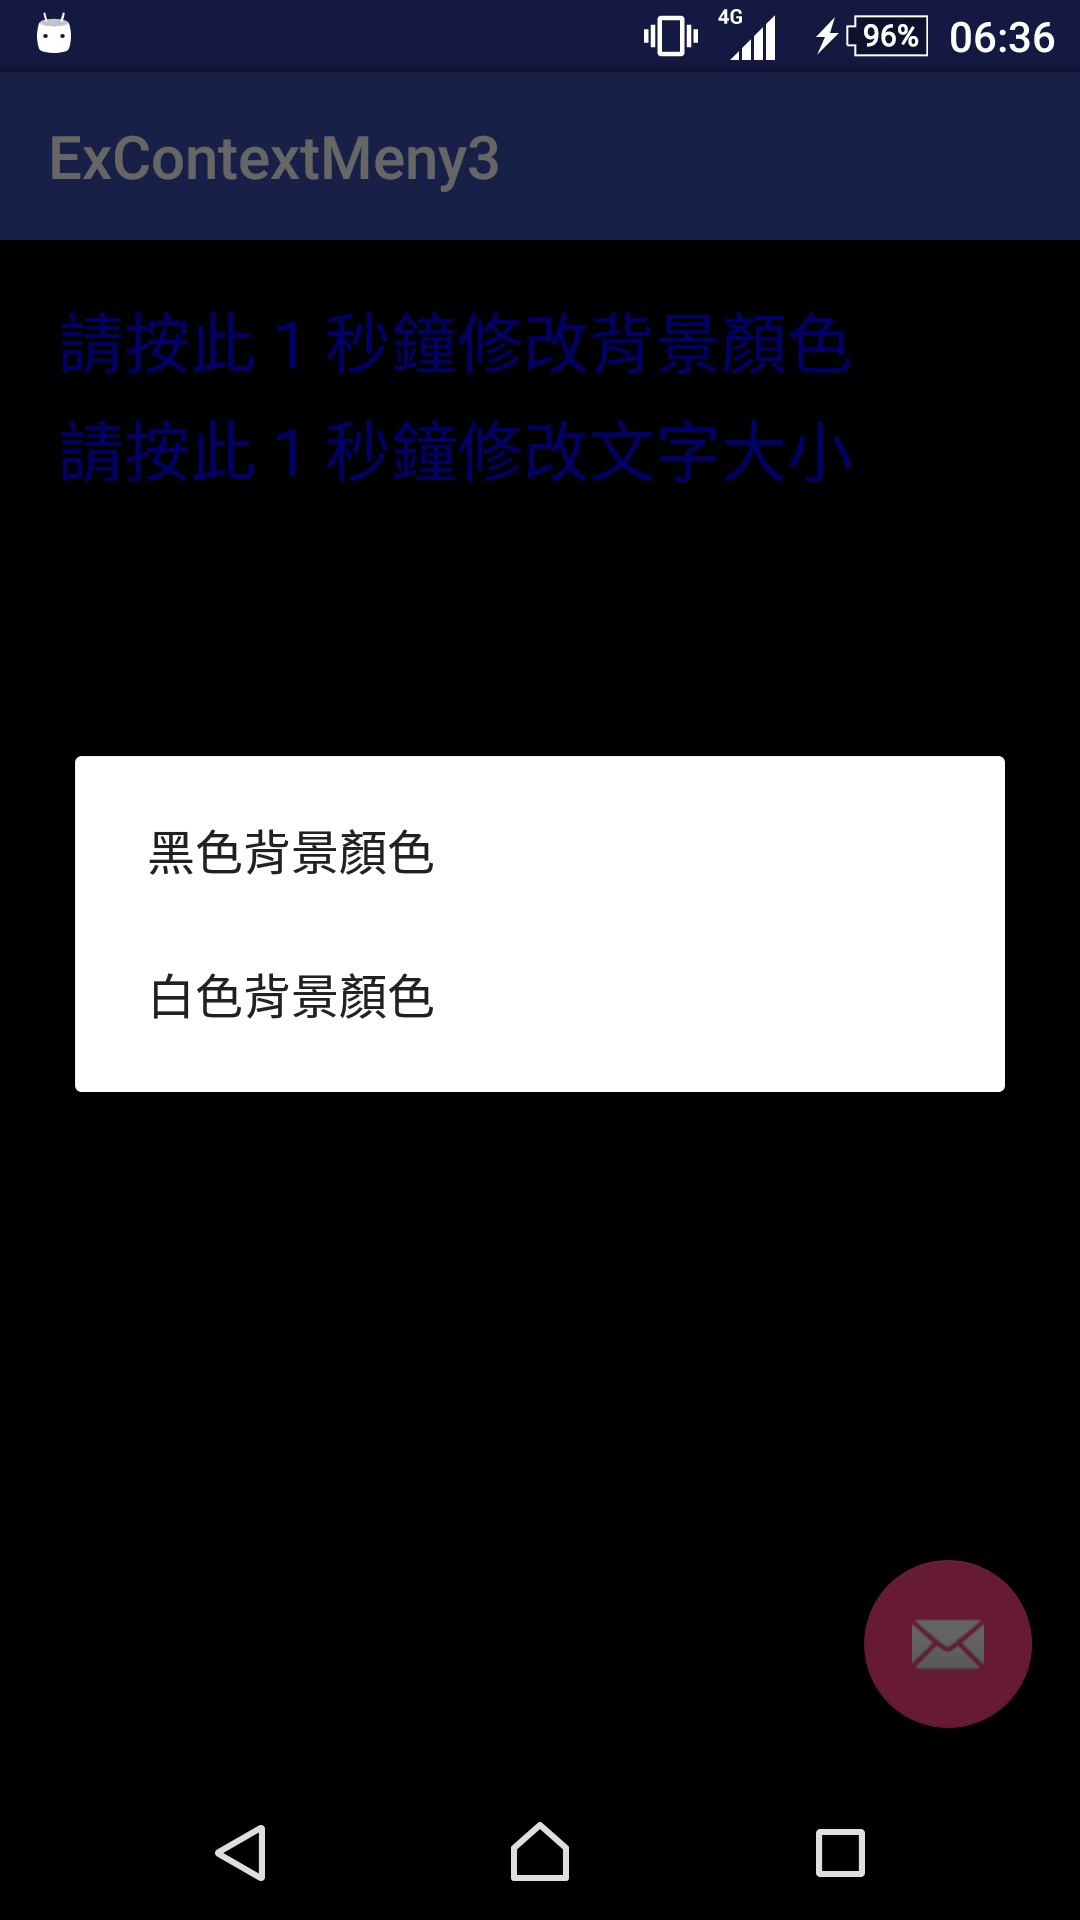 4G 96% 06:36
ExContextMeny3
請按此 1 秒鐘修改背景顏色
請按此 1 秒鐘修改文字大小
黑色背景顏色
白色背景顏色